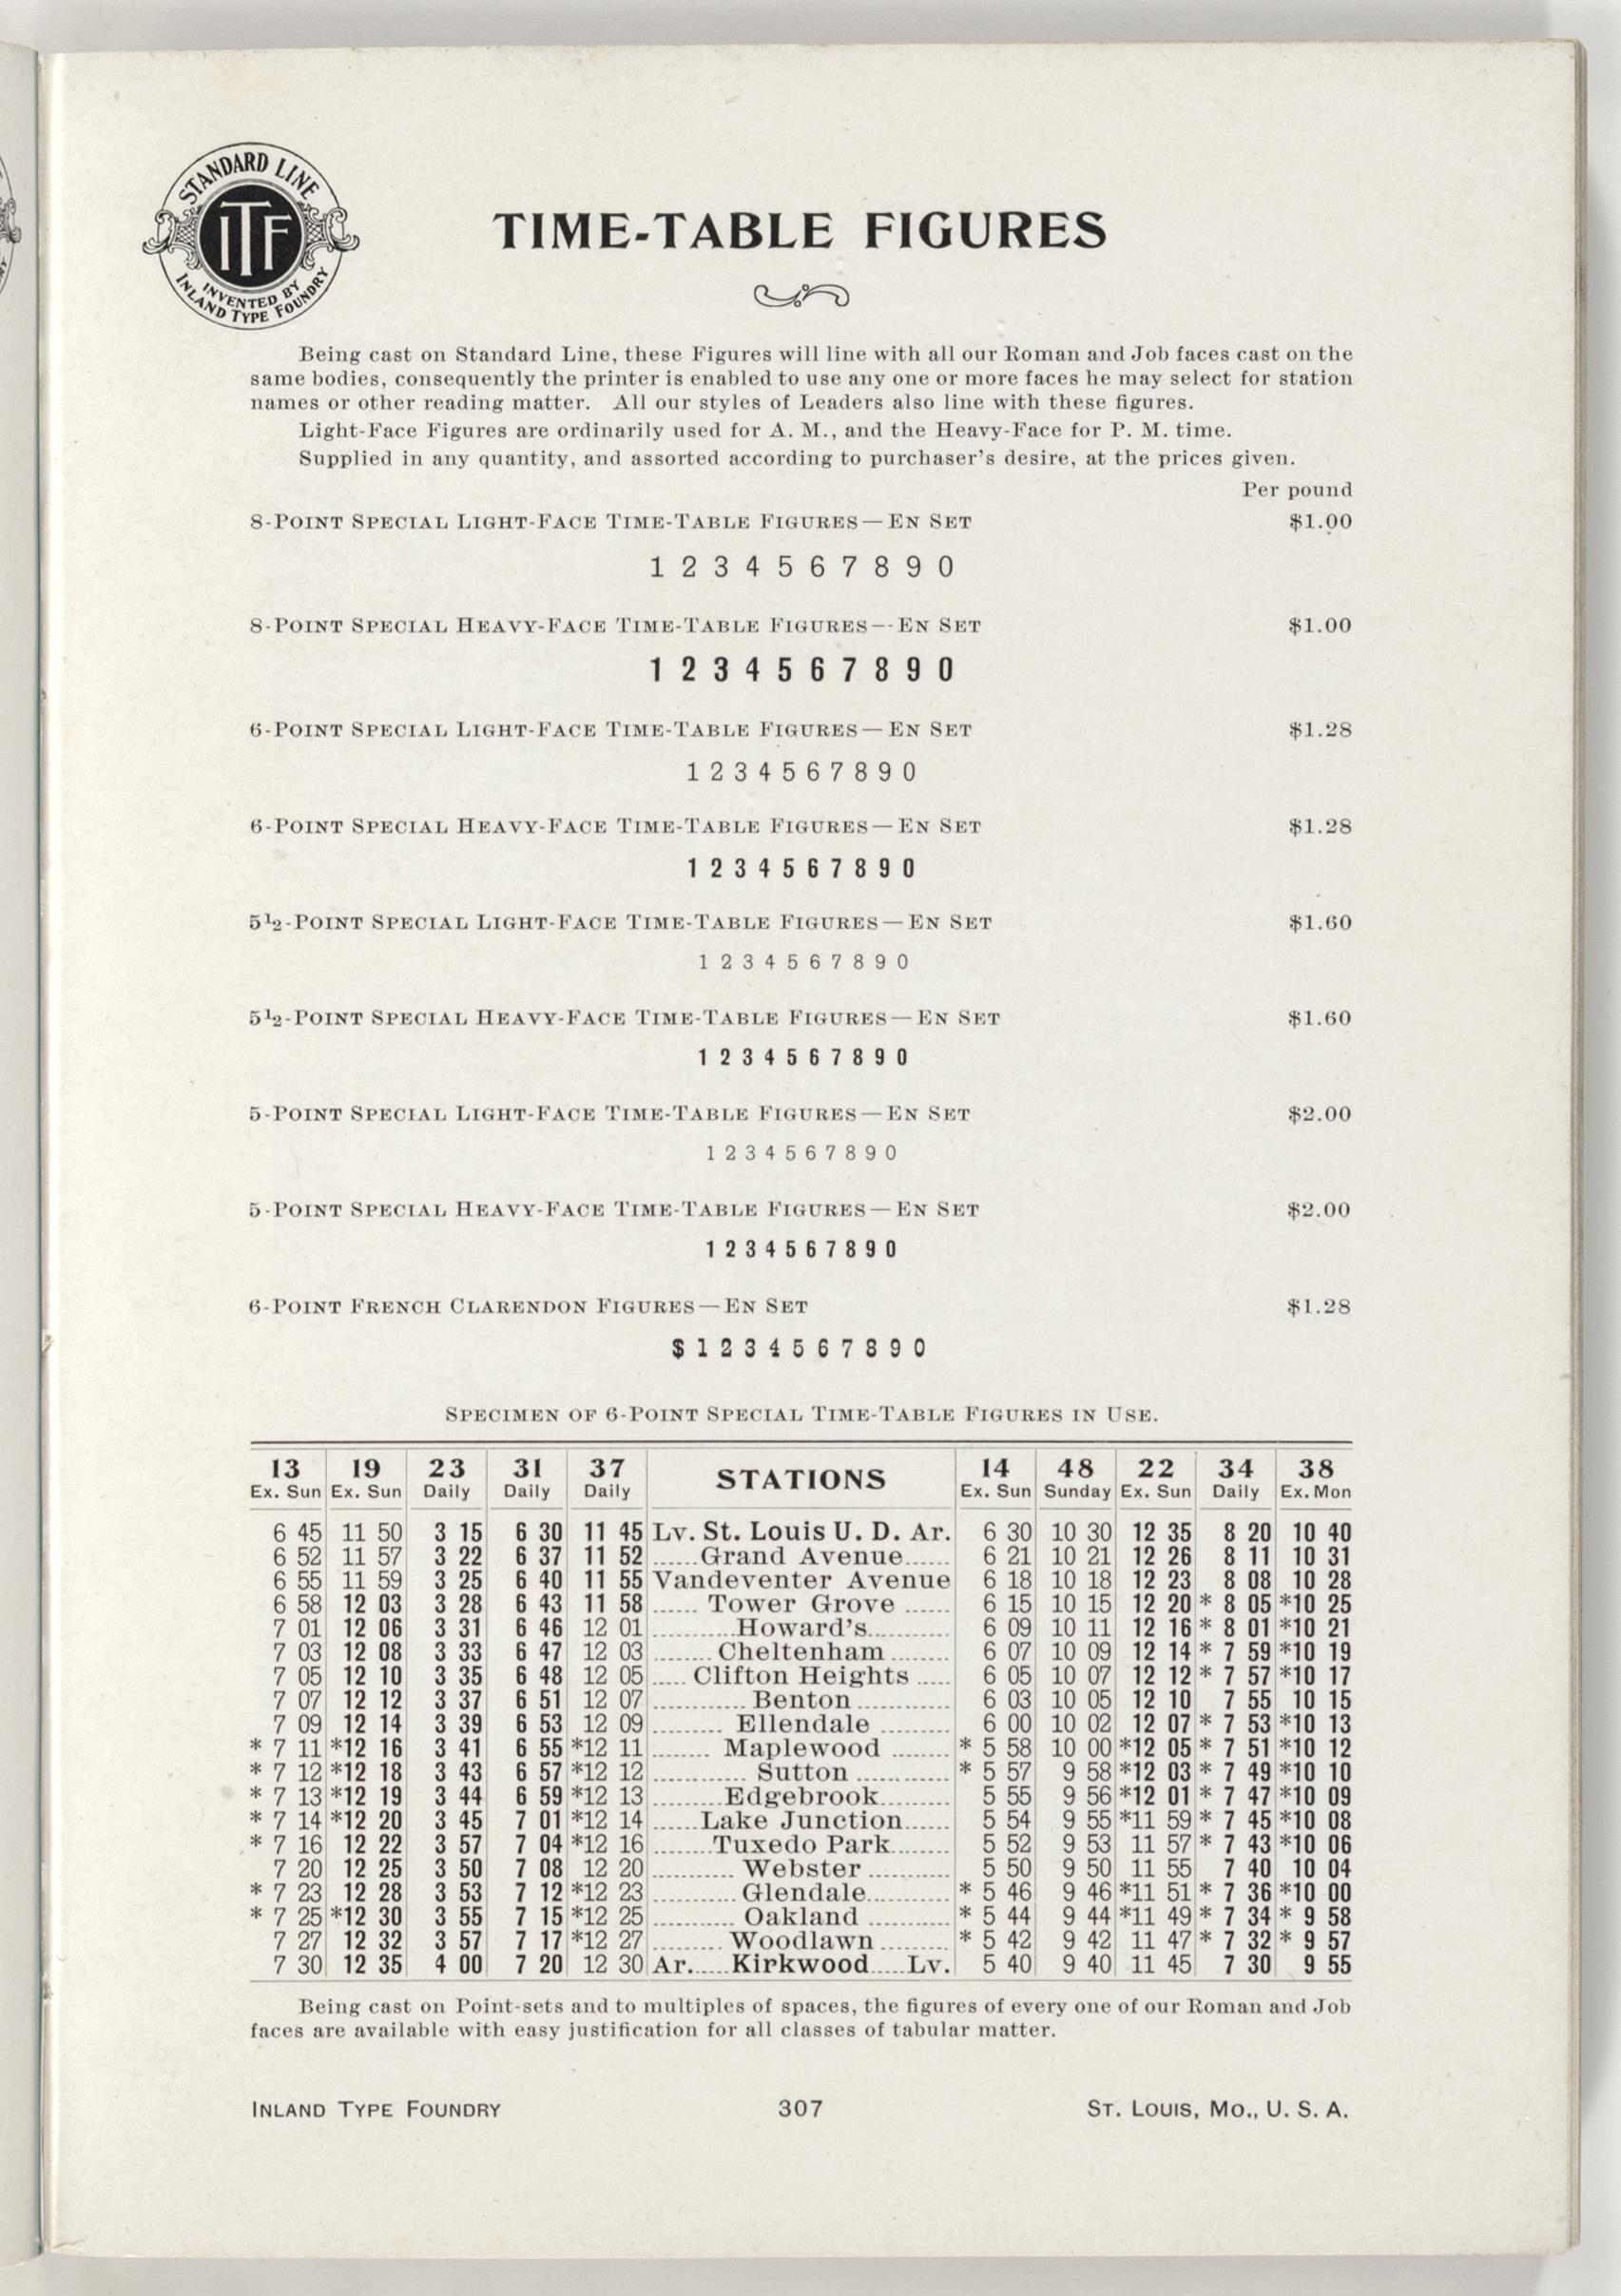 STANDARD LINE
ITF
INVENTED BY
INLAND TYPE FOUNDRY
TIME-TABLE FIGURES
Being cast on Standard Line, these Figures will line with all our Roman and Job faces cast on the
same bodies, consequently the printer is enabled to use any one or more faces he may select for station
names or other reading matter. All our styles of Leaders also line with these figures.
Light-Face Figures are ordinarily used for A. M., and the Heavy-Face for P. M. time.
Supplied in any quantity, and assorted according to purchaser's desire, at the prices given.
Per pound
8-POINT SPECIAL LIGHT-FACE TIME-TABLE FIGURES—EN SET $1.00
1 2 3 4 5 6 7 8 9 0
8-POINT SPECIAL HEAVY-FACE TIME-TABLE FIGURES—EN SET $1.00
1 2 3 4 5 6 7 8 9 0
6-POINT SPECIAL LIGHT-FACE TIME-TABLE FIGURES—EN SET $1.28
1 2 3 4 5 6 7 8 9 0
6-POINT SPECIAL HEAVY-FACE TIME-TABLE FIGURES—EN SET $1.28
1 2 3 4 5 6 7 8 9 0
5½-POINT SPECIAL LIGHT-FACE TIME-TABLE FIGURES—EN SET $1.60
1 2 3 4 5 6 7 8 9 0
5½-POINT SPECIAL HEAVY-FACE TIME-TABLE FIGURES—EN SET $1.60
1 2 3 4 5 6 7 8 9 0
5-POINT SPECIAL LIGHT-FACE TIME-TABLE FIGURES—EN SET $2.00
1 2 3 4 5 6 7 8 9 0
5-POINT SPECIAL HEAVY-FACE TIME-TABLE FIGURES—EN SET $2.00
1 2 3 4 5 6 7 8 9 0
6-POINT FRENCH CLARENDON FIGURES—EN SET $1.28
$ 1 2 3 4 5 6 7 8 9 0
SPECIMEN OF 6-POINT SPECIAL TIME-TABLE FIGURES IN USE.
13 19 23 31 37 STATIONS 14 48 22 34 38
Ex. Sun Ex. Sun Daily Daily Daily Ex. Sun Sunday Ex. Sun Daily Ex. Mon
6 45 11 50 3 15 6 30 11 45 Lv. St. Louis U. D. Ar. 6 30 10 30 12 35 8 20 10 40
6 52 11 57 3 22 6 37 11 52 ......Grand Avenue...... 6 21 10 21 12 26 8 11 10 31
6 55 11 59 3 25 6 40 11 55 Vandeventer Avenue 6 18 10 18 12 23 8 08 10 28
6 58 12 03 3 28 6 43 11 58 ...... Tower Grove ...... 6 15 10 15 12 20 * 8 05 *10 25
7 01 12 06 3 31 6 46 12 01 ...........Howard's........... 6 09 10 11 12 16 * 8 01 *10 21
7 03 12 08 3 33 6 47 12 03 ........ Cheltenham ........ 6 07 10 09 12 14 * 7 59 *10 19
7 05 12 10 3 35 6 48 12 05 ..... Clifton Heights ..... 6 05 10 07 12 12 * 7 57 *10 17
7 07 12 12 3 37 6 51 12 07 ............ Benton ............ 6 03 10 05 12 10 7 55 10 15
7 09 12 14 3 39 6 53 12 09 ......... Ellendale ......... 6 00 10 02 12 07 * 7 53 *10 13
* 7 11 *12 16 3 41 6 55 *12 11 ........ Maplewood ........ * 5 58 10 00 *12 05 * 7 51 *10 12
* 7 12 *12 18 3 43 6 57 *12 12 ............ Sutton ............ * 5 57 9 58 *12 03 * 7 49 *10 10
* 7 13 *12 19 3 44 6 59 *12 13 .........Edgebrook......... 5 55 9 56 *12 01 * 7 47 *10 09
* 7 14 *12 20 3 45 7 01 *12 14 ......Lake Junction...... 5 54 9 55 *11 59 * 7 45 *10 08
* 7 16 12 22 3 57 7 04 *12 16 ........Tuxedo Park........ 5 52 9 53 11 57 * 7 43 *10 06
7 20 12 25 3 50 7 08 12 20 ........... Webster ........... 5 50 9 50 11 55 7 40 10 04
* 7 23 12 28 3 53 7 12 *12 23 ........... Glendale........... * 5 46 9 46 *11 51 * 7 36 *10 00
* 7 25 *12 30 3 55 7 15 *12 25 ........... Oakland ........... * 5 44 9 44 *11 49 * 7 34 * 9 58
7 27 12 32 3 57 7 17 *12 27 ......... Woodlawn ......... * 5 42 9 42 11 47 * 7 32 * 9 57
7 30 12 35 4 00 7 20 12 30 Ar.....Kirkwood.....Lv. 5 40 9 40 11 45 7 30 9 55
Being cast on Point-sets and to multiples of spaces, the figures of every one of our Roman and Job
faces are available with easy justification for all classes of tabular matter.
INLAND TYPE FOUNDRY 307 ST. LOUIS, MO., U. S. A.